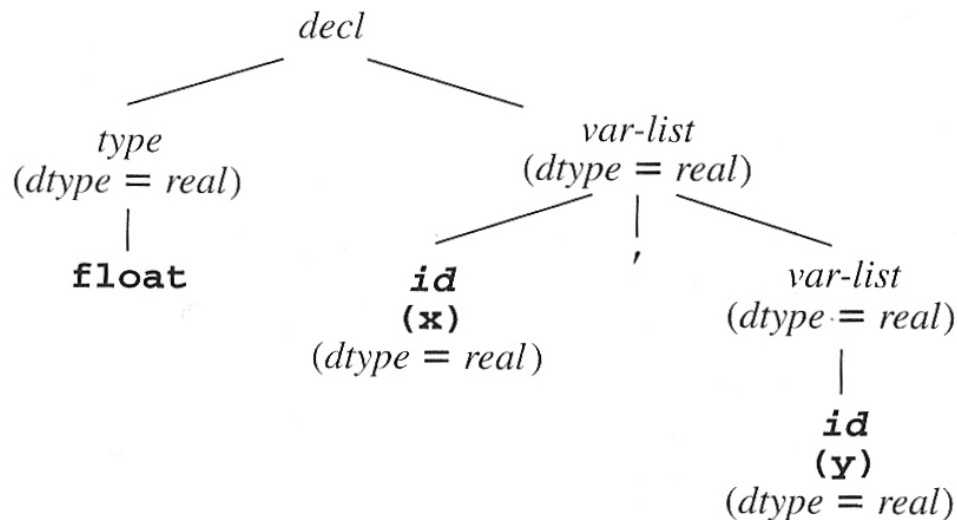 decl
type
(dtype = real)
var-list
(dtype = real)
float
id
(x)
(dtype = real)
,
var-list
(dtype = real)
id
(y)
(dtype = real)